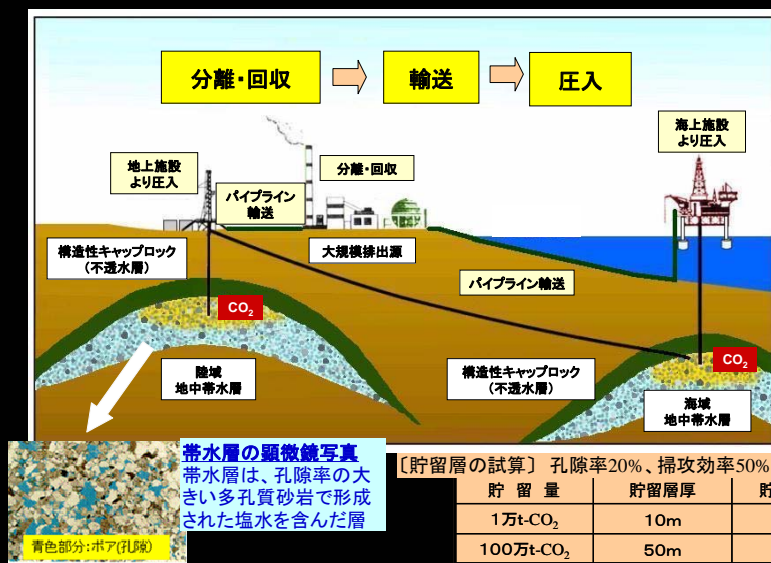 分離・回収
輸送
圧入
海上施設
より圧入
地上施設
より圧入
分離・回収
パイプライン
輸送
構造性キャップロック
（不透水層）
大規模排出源
パイプライン輸送
CO₂
CO₂
陸域
地中帯水層
構造性キャップロック
（不透水層）
海域
地中帯水層
帯水層の顕微鏡写真
帯水層は、孔隙率の大
きい多孔質砂岩で形成
された塩水を含んだ層
青色部分：ポア(孔隙)
〔貯留層の試算〕 孔隙率20%、掃攻効率50%
貯 留 量 貯留層厚 貯
1万t-CO₂ 10m
100万t-CO₂ 50m